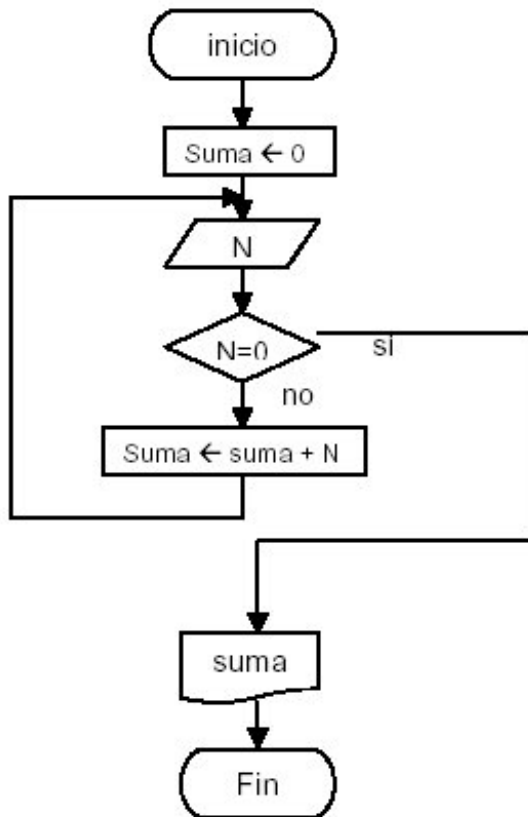 inicio
Suma ← 0
N
N=0
si
no
Suma ← suma + N
suma
Fin